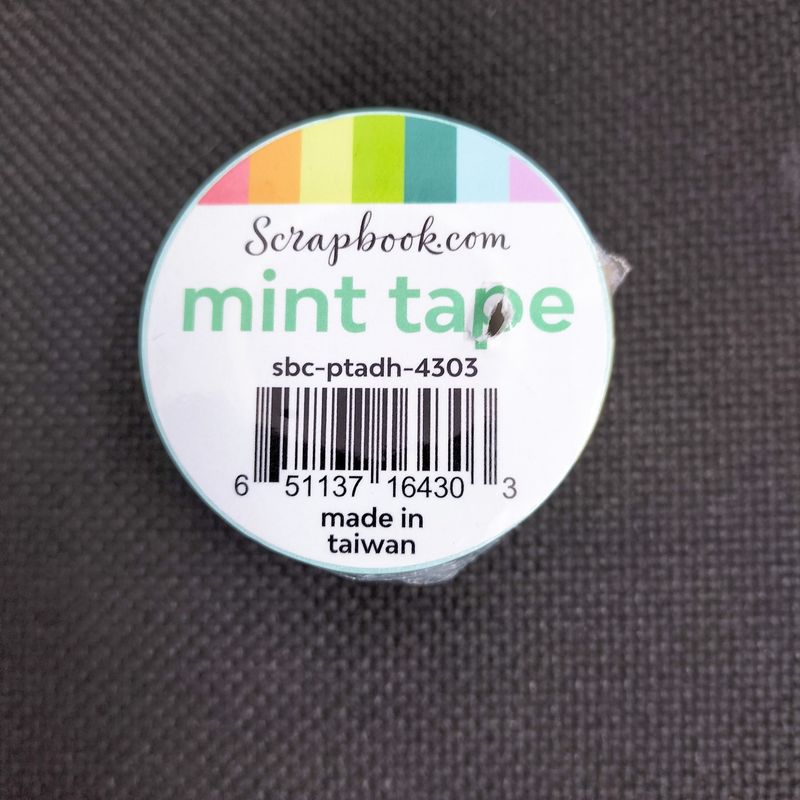 Scrapbook.com
mint tape
sbc-ptadh-4303
6 51137 16430 3
made in
taiwan